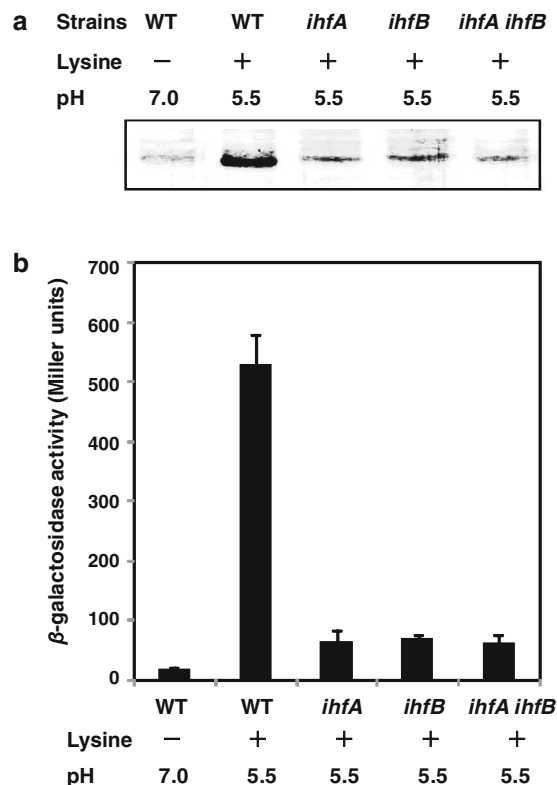 a Strains WT WT ihfA ihfB ihfA ihfB
Lysine − + + + +
pH 7.0 5.5 5.5 5.5 5.5
b
β-galactosidase activity (Miller units)
700
600
500
400
300
200
100
0
WT WT ihfA ihfB ihfA ihfB
Lysine − + + + +
pH 7.0 5.5 5.5 5.5 5.5